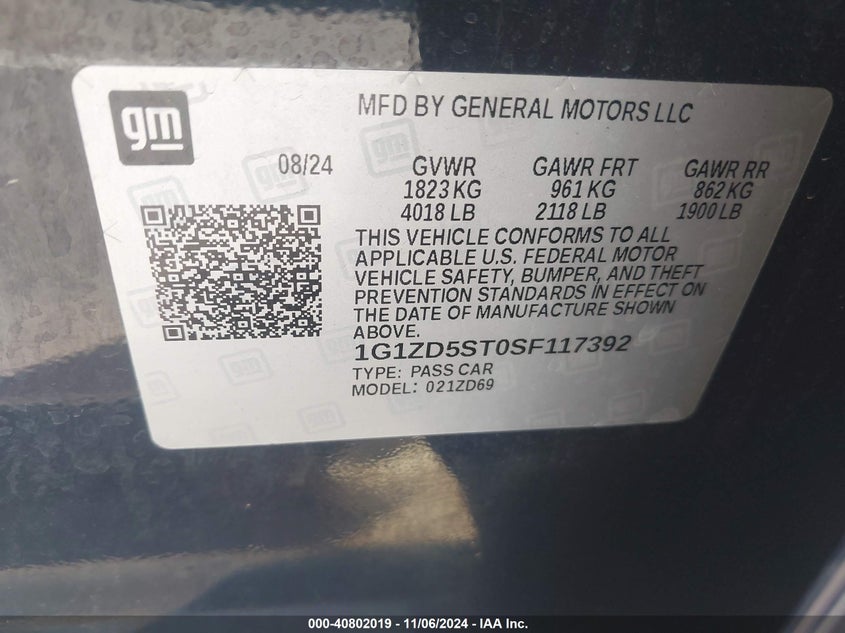 gm
MFD BY GENERAL MOTORS LLC
08/24 GVWR GAWR FRT GAWR RR
1823 KG 961 KG 862 KG
4018 LB 2118 LB 1900 LB
THIS VEHICLE CONFORMS TO ALL
APPLICABLE U.S. FEDERAL MOTOR
VEHICLE SAFETY, BUMPER, AND THEFT
PREVENTION STANDARDS IN EFFECT ON
THE DATE OF MANUFACTURE SHOWN
ABOVE.
1G1ZD5ST0SF117392
TYPE: PASS CAR
MODEL: 021ZD69
000-40802019 - 11/06/2024 - IAA Inc.